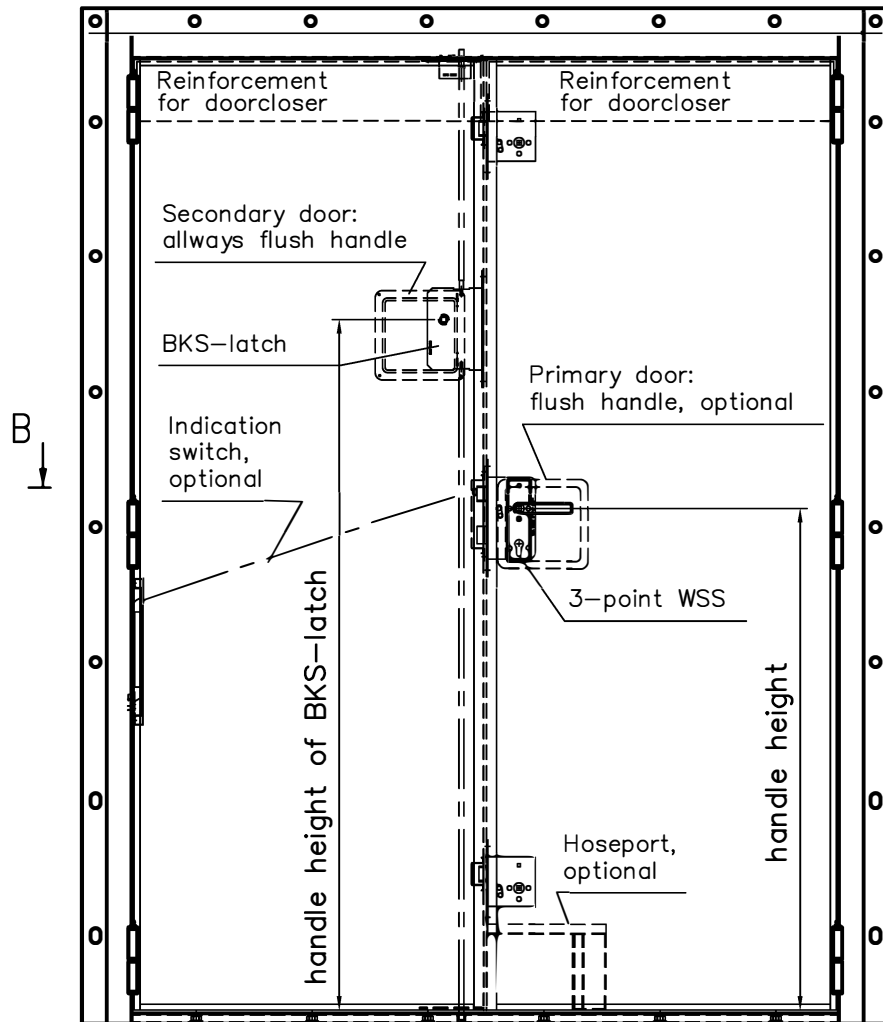 Reinforcement
for doorcloser
Reinforcement
for doorcloser
Secondary door:
allways flush handle
BKS-latch
Primary door:
flush handle, optional
B
Indication
switch,
optional
3-point WSS
handle height of BKS-latch
handle height
Hoseport,
optional